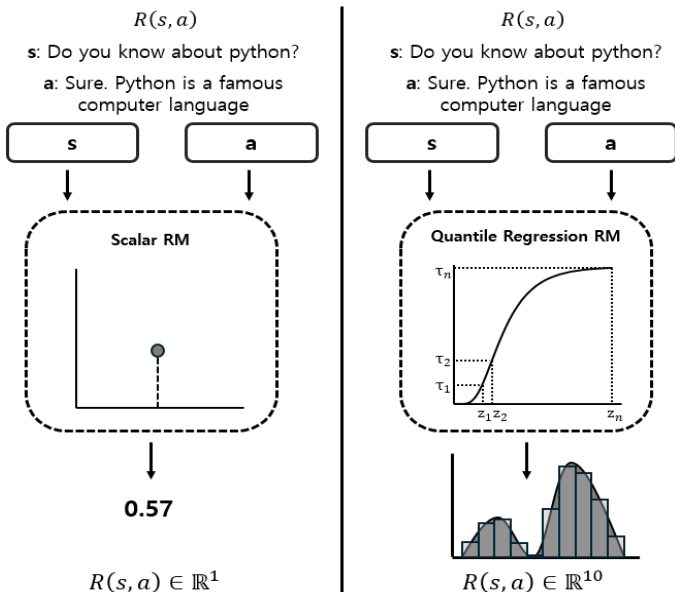 R(s, a)
s: Do you know about python?
a: Sure. Python is a famous
computer language
s
a
Scalar RM
0.57
R(s, a) ∈ ℝ¹
R(s, a)
s: Do you know about python?
a: Sure. Python is a famous
computer language
s
a
Quantile Regression RM
τₙ
τ₂
τ₁
z₁ z₂ zₙ
R(s, a) ∈ ℝ¹⁰